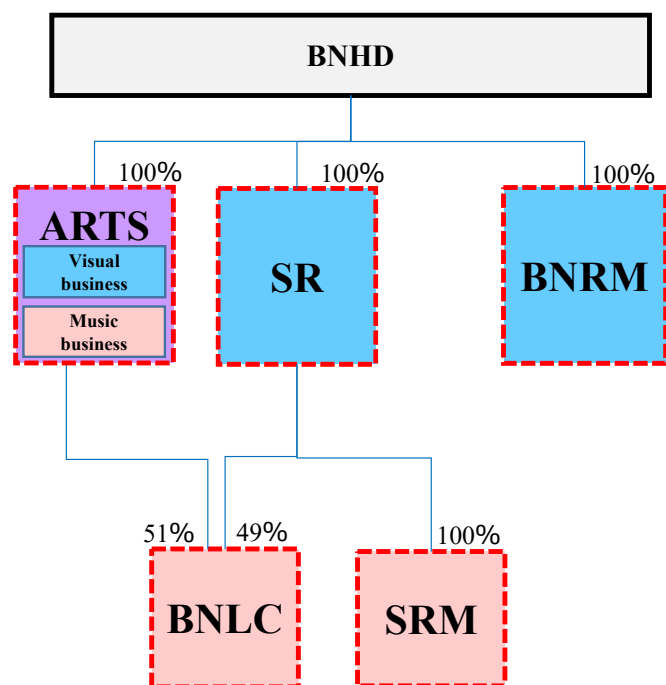 BNHD
100%
100%
100%
ARTS
Visual
business
Music
business
SR
BNRM
51%
49%
100%
BNLC
SRM